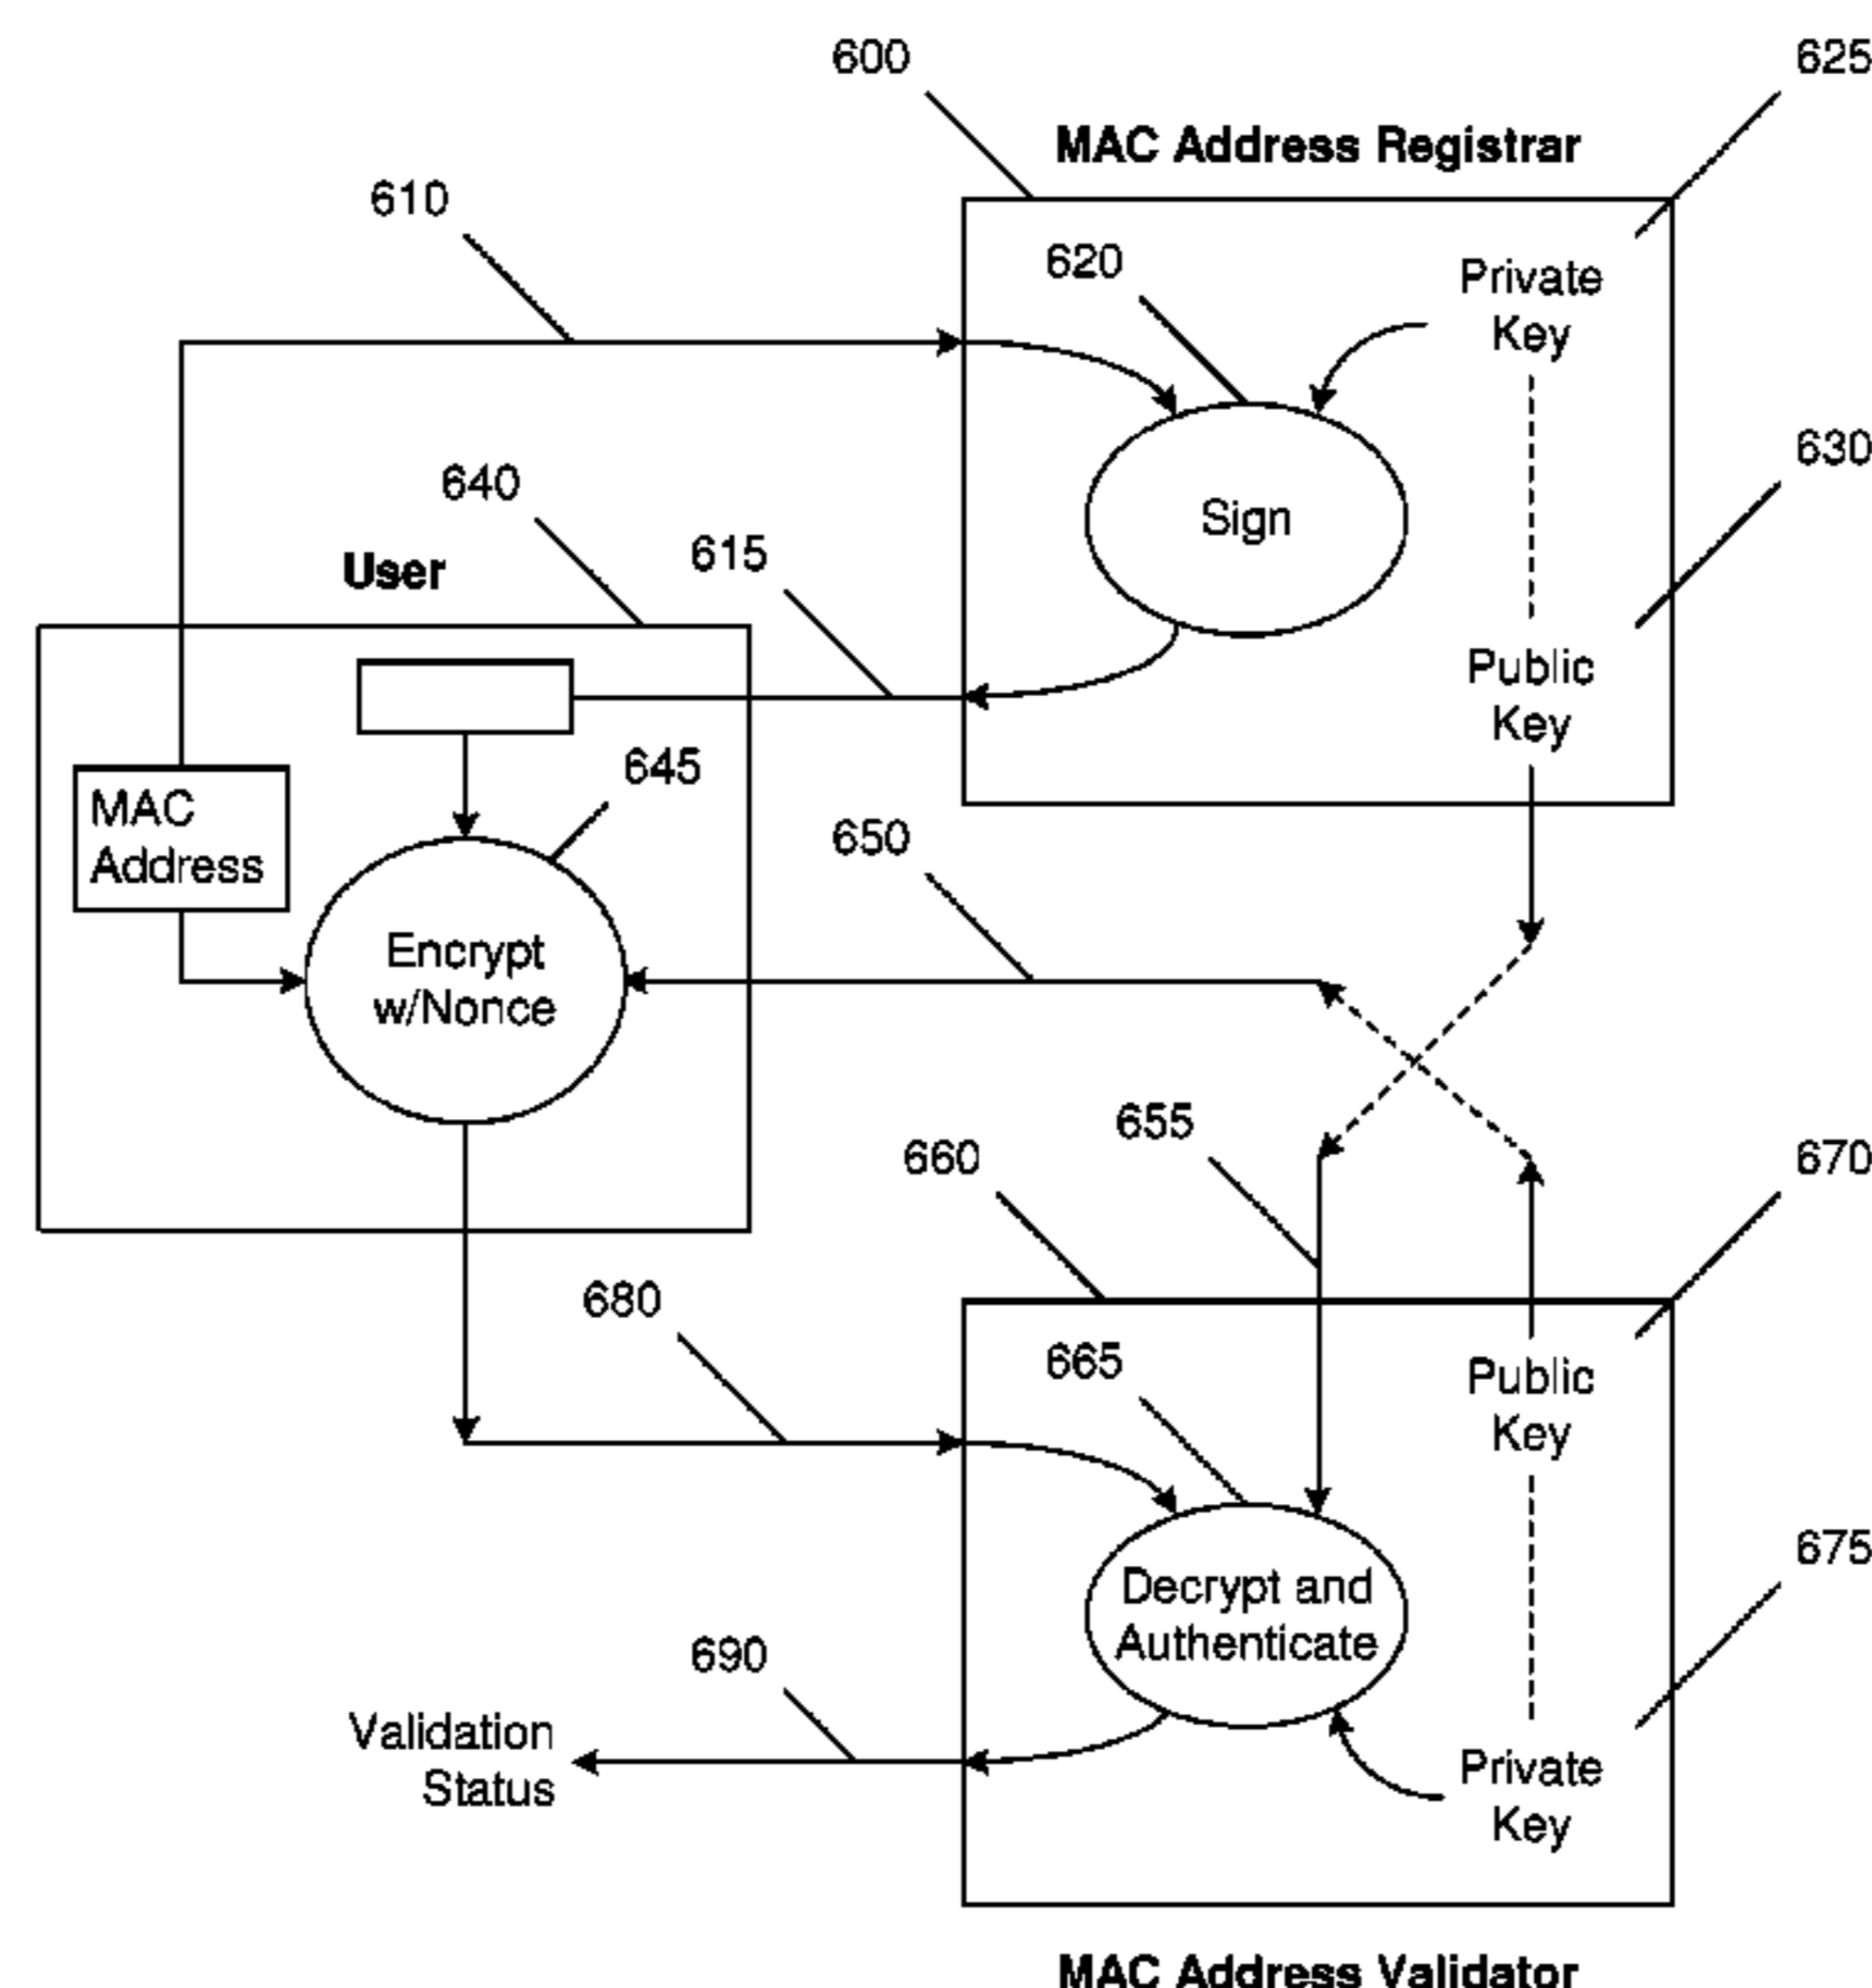 600
625
MAC Address Registrar
610
620
Private
Key
630
640
Sign
615
User
Public
Key
645
MAC
Address
650
Encrypt
w/Nonce
655
660
670
680
665
Public
Key
675
Decrypt and
Authenticate
690
Validation
Status
Private
Key
MAC Address Validator